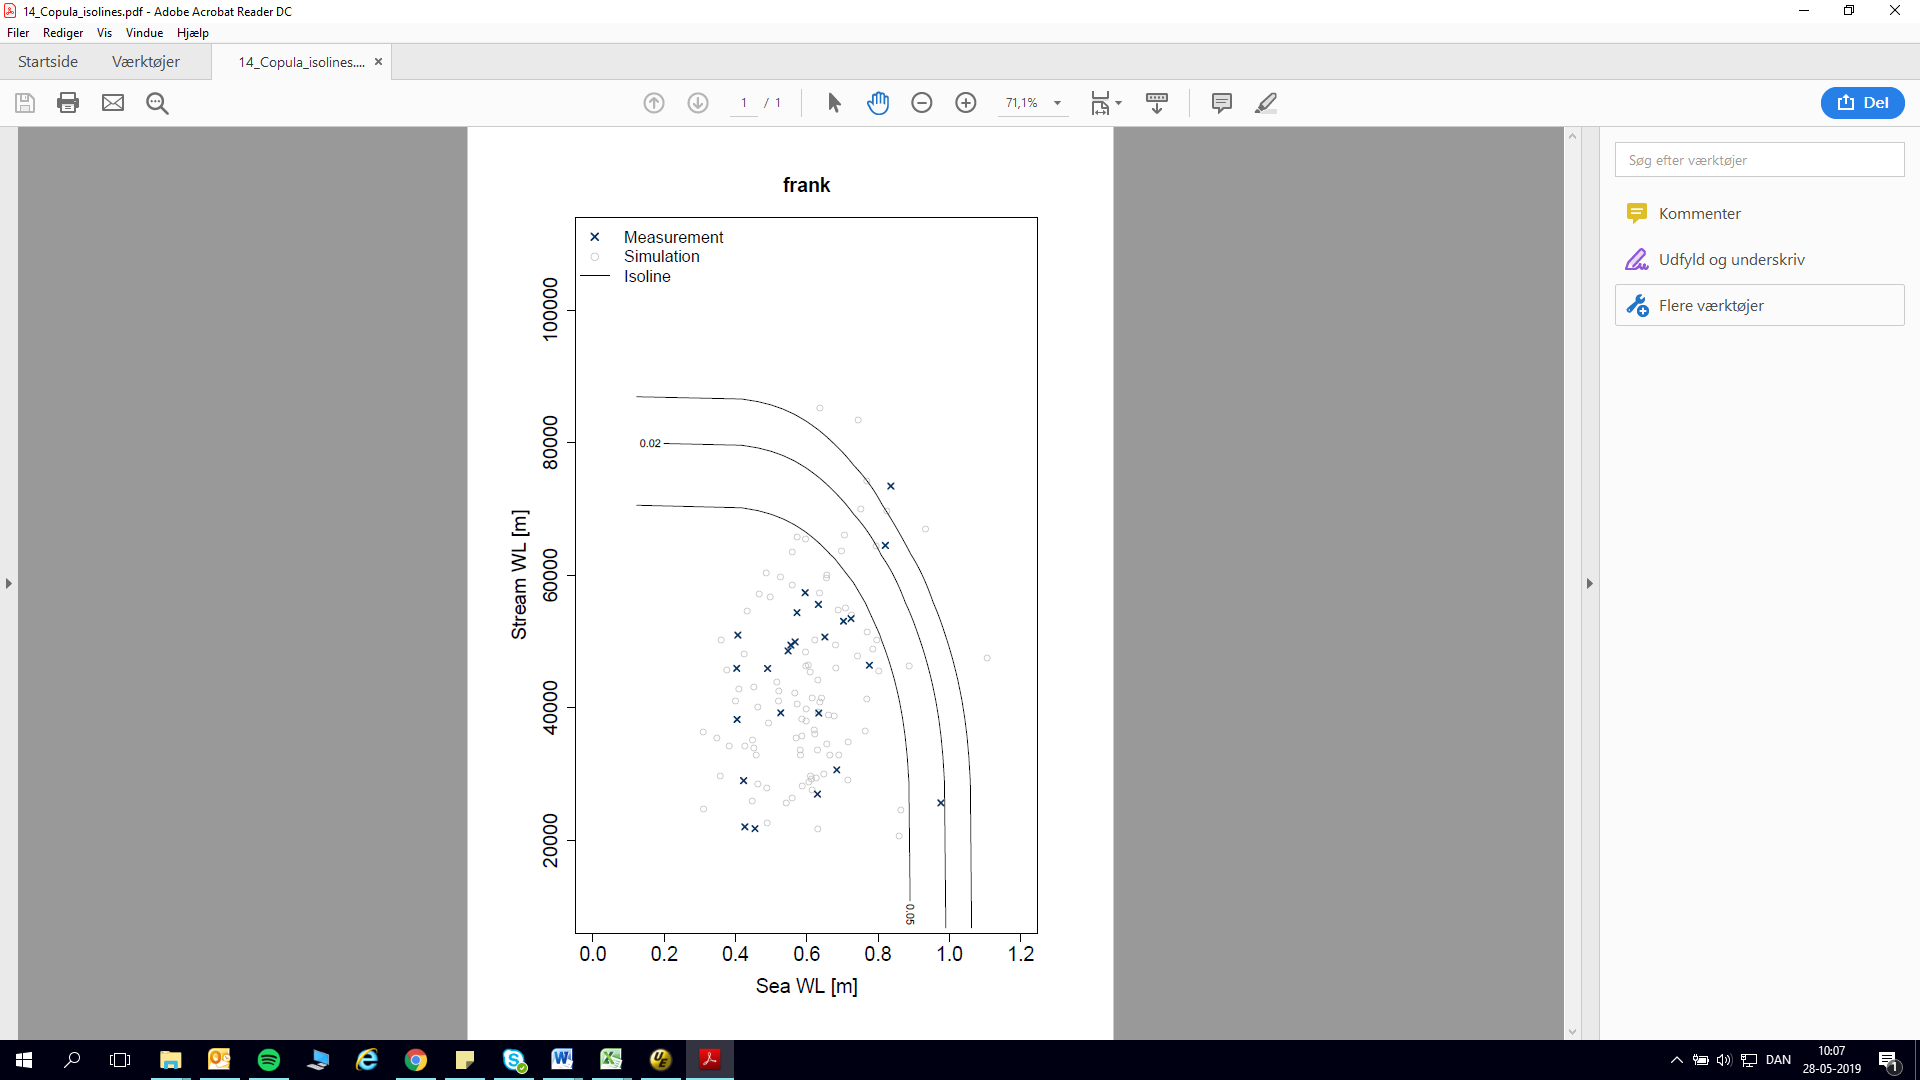 14_Copula_isolines.pdf - Adobe Acrobat Reader DC
Filer Rediger Vis Vindue Hjælp
Startside Værktøjer 14_Copula_isolines.... ×
1 / 1 71,1% Del
Søg efter værktøjer
Kommenter
Udfyld og underskriv
Flere værktøjer
frank
Measurement
Simulation
Isoline
100000
80000
60000
40000
20000
Stream WL [m]
0.02
0.05
0.0 0.2 0.4 0.6 0.8 1.0 1.2
Sea WL [m]
DAN
10:07
28-05-2019
1